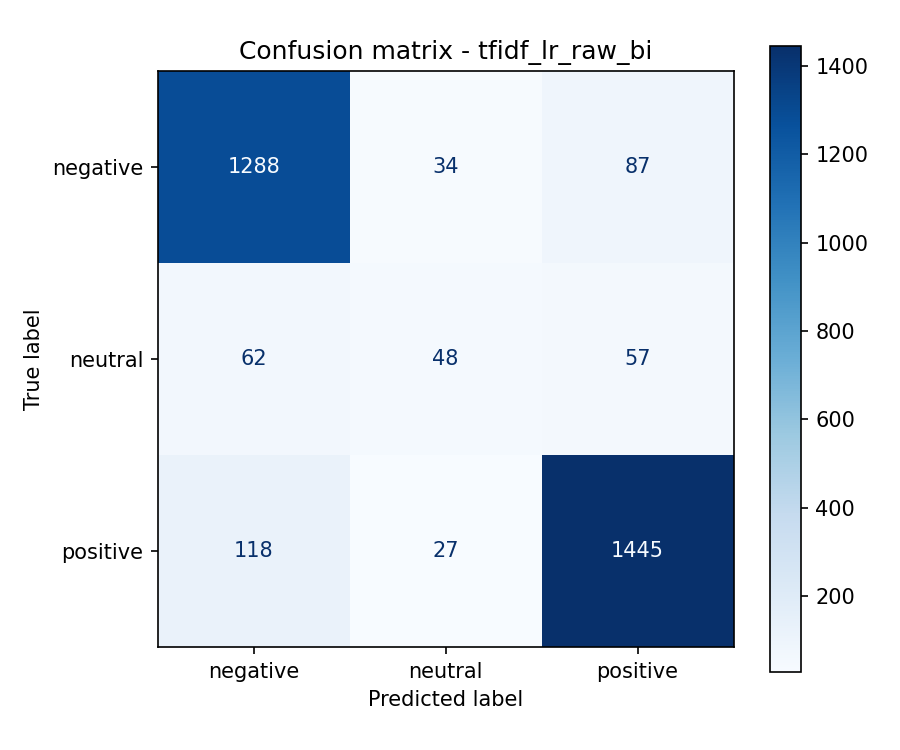 Confusion matrix - tfidf_lr_raw_bi
True label
negative 1288 34 87
neutral 62 48 57
positive 118 27 1445
negative neutral positive
Predicted label
1400
1200
1000
800
600
400
200